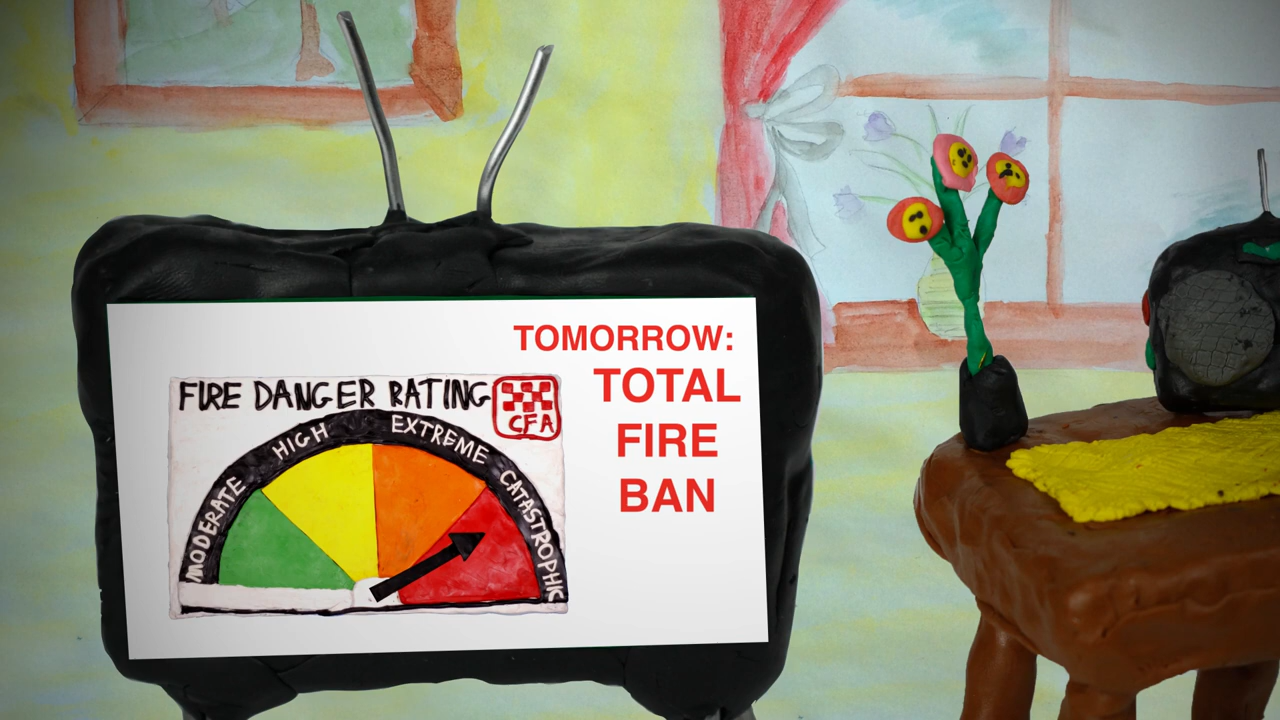 TOMORROW:
TOTAL
FIRE
BAN
FIRE DANGER RATING
CFA
MODERATE
HIGH
EXTREME
CATASTROPHIC